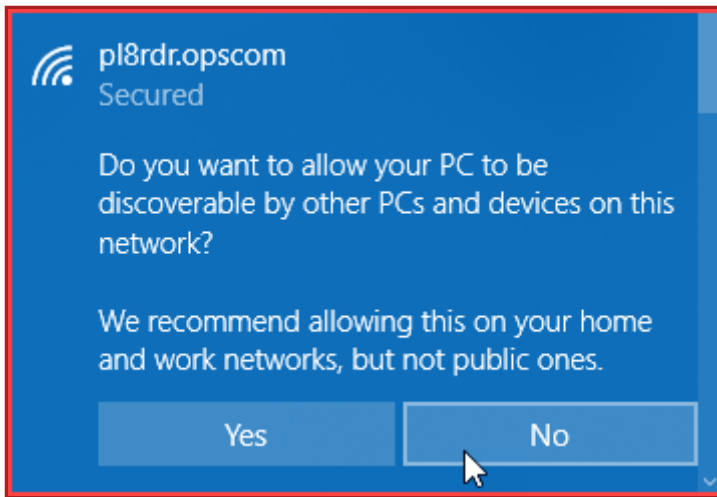 pl8rdr.opscom
Secured
Do you want to allow your PC to be
discoverable by other PCs and devices on this
network?
We recommend allowing this on your home
and work networks, but not public ones.
Yes
No